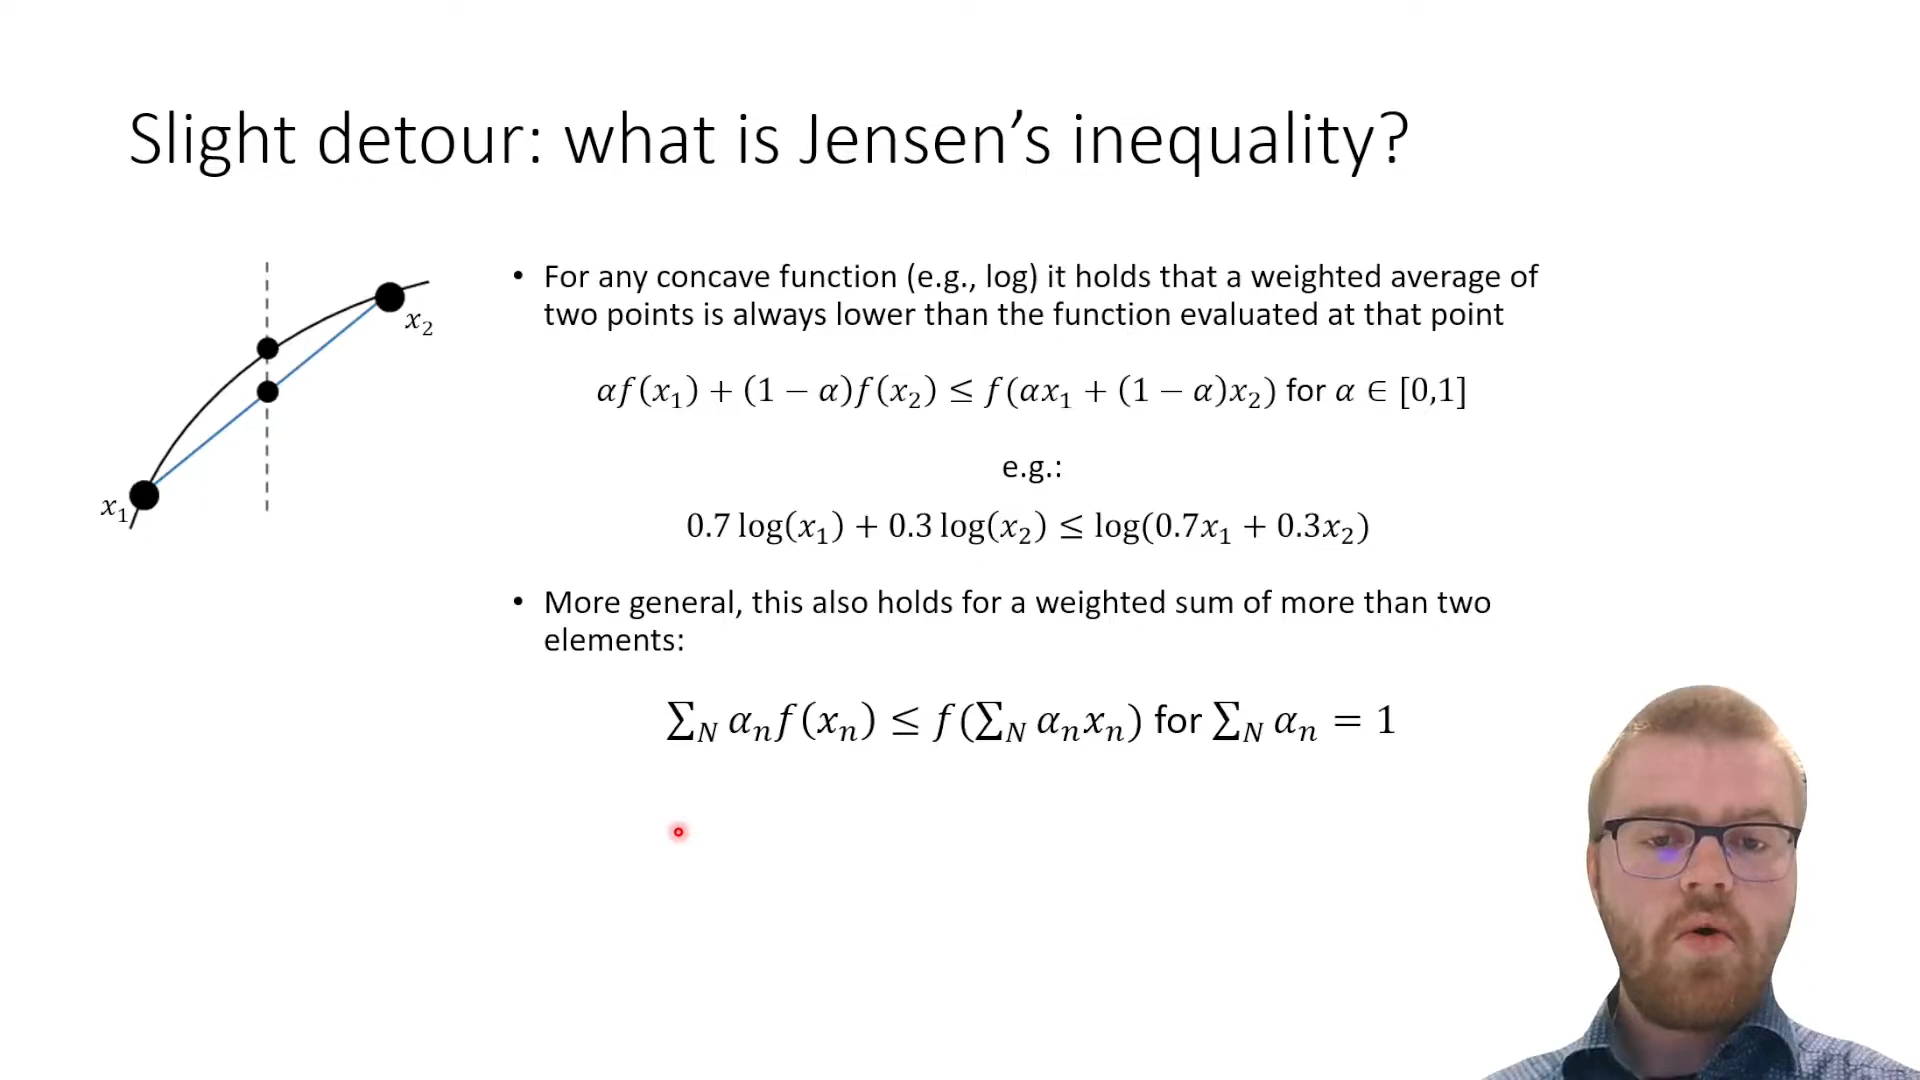 Slight detour: what is Jensen's inequality?
x₂
x₁
• For any concave function (e.g., log) it holds that a weighted average of
two points is always lower than the function evaluated at that point
αf(x₁) + (1 − α)f(x₂) ≤ f(αx₁ + (1 − α)x₂) for α ∈ [0,1]
e.g.:
0.7 log(x₁) + 0.3 log(x₂) ≤ log(0.7x₁ + 0.3x₂)
• More general, this also holds for a weighted sum of more than two
elements:
∑_N αₙf(xₙ) ≤ f(∑_N αₙxₙ) for ∑_N αₙ = 1